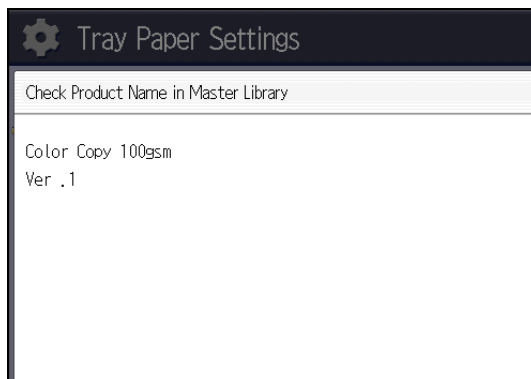 Tray Paper Settings
Check Product Name in Master Library
Color Copy 100gsm
Ver .1